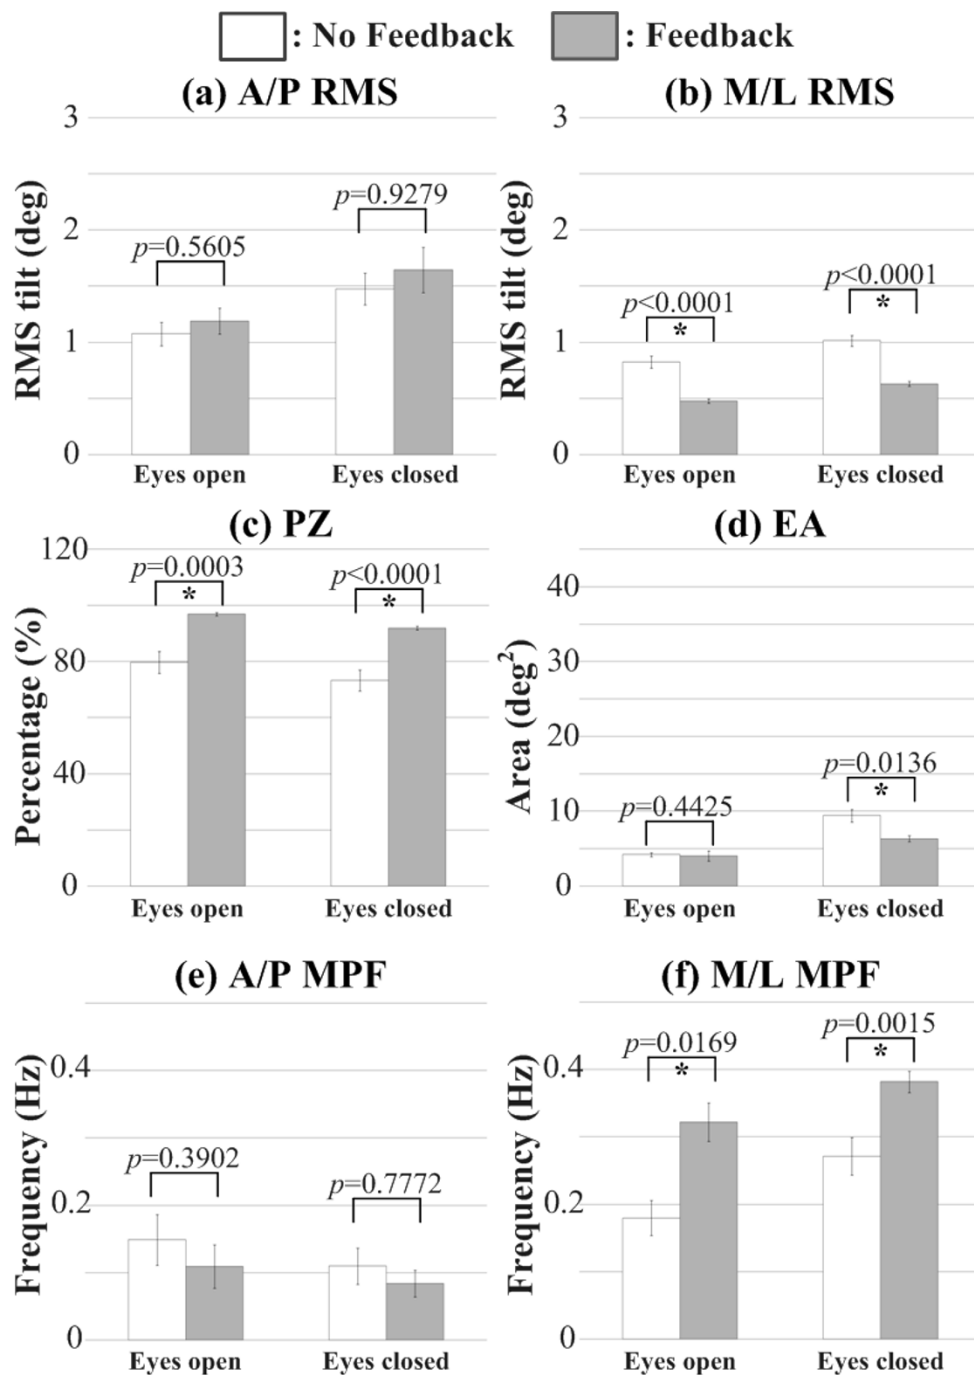 : No Feedback : Feedback
(a) A/P RMS
3
2
1
0
RMS tilt (deg)
p=0.5605
p=0.9279
Eyes open Eyes closed
(b) M/L RMS
3
2
1
0
RMS tilt (deg)
p<0.0001
*
p<0.0001
*
Eyes open Eyes closed
(c) PZ
120
80
40
0
Percentage (%)
p=0.0003
*
p<0.0001
*
Eyes open Eyes closed
(d) EA
40
30
20
10
0
Area (deg²)
p=0.4425
p=0.0136
*
Eyes open Eyes closed
(e) A/P MPF
0.4
0.2
0
Frequency (Hz)
p=0.3902
p=0.7772
Eyes open Eyes closed
(f) M/L MPF
0.4
0.2
0
Frequency (Hz)
p=0.0169
*
p=0.0015
*
Eyes open Eyes closed